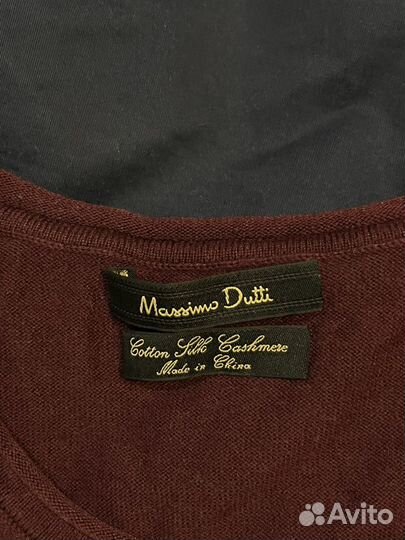 Massimo Dutti
Cotton Silk Cashmere
Made in China
Avito